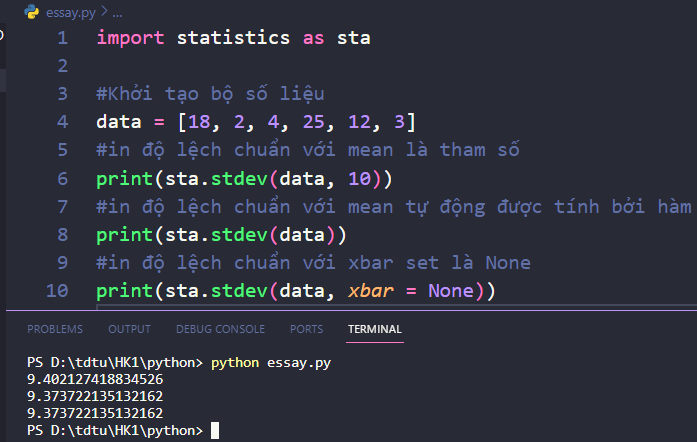 essay.py > ...
1 import statistics as sta
2
3 #Khởi tạo bộ số liệu
4 data = [18, 2, 4, 25, 12, 3]
5 #in độ lệch chuẩn với mean là tham số
6 print(sta.stdev(data, 10))
7 #in độ lệch chuẩn với mean tự động được tính bởi hàm
8 print(sta.stdev(data))
9 #in độ lệch chuẩn với xbar set là None
10 print(sta.stdev(data, xbar = None))
PROBLEMS OUTPUT DEBUG CONSOLE PORTS TERMINAL
PS D:\tdtu\HK1\python> python essay.py
9.402127418834526
9.373722135132162
9.373722135132162
PS D:\tdtu\HK1\python>